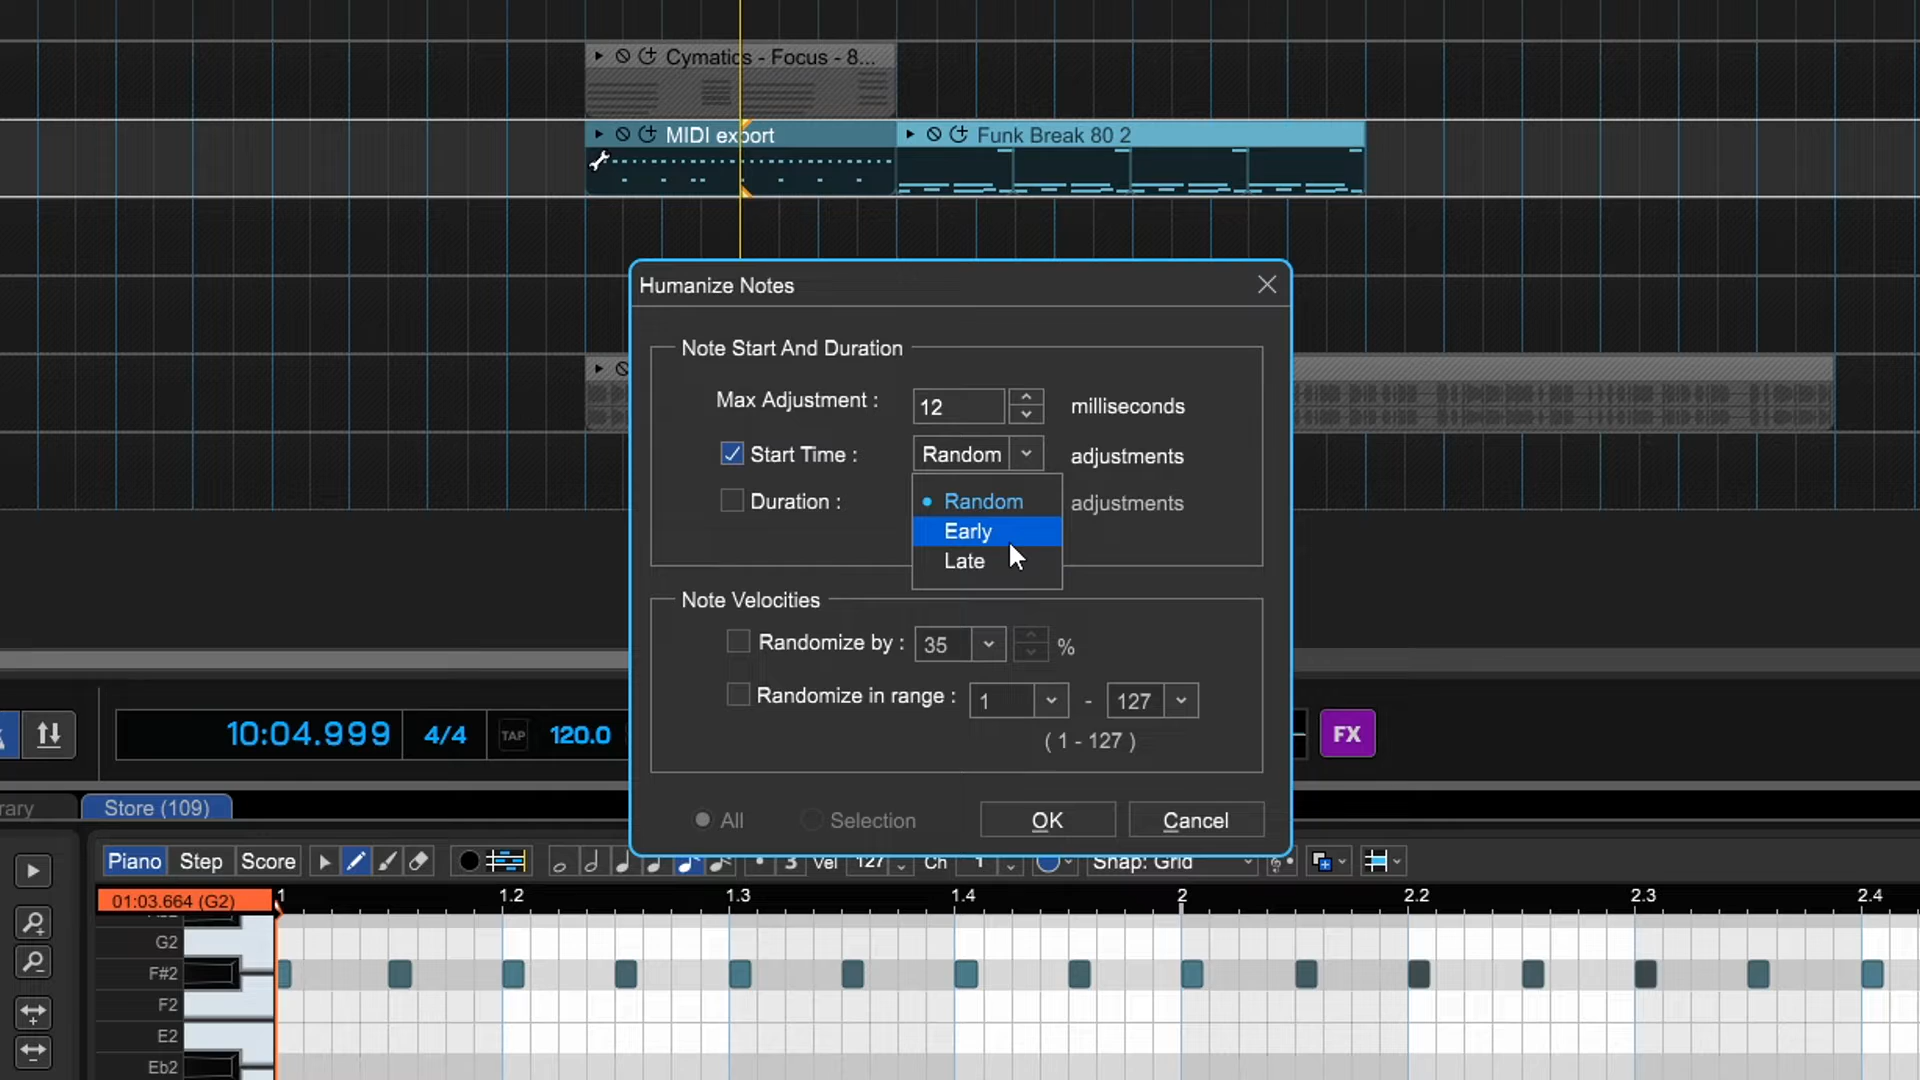 Cymatics - Focus - 8...
MIDI export
Funk Break 80 2
Humanize Notes
Note Start And Duration
Max Adjustment : 12 milliseconds
Start Time : Random adjustments
Duration : adjustments
Random
Early
Late
Note Velocities
Randomize by : 35 %
Randomize in range : 1 - 127
( 1 - 127 )
All Selection OK Cancel
10:04.999 4/4 TAP 120.0 FX
rary Store (109)
Piano Step Score 3 Vel 127 Ch 1 Snap: Grid
01:03.664 (G2) 1 1.2 1.3 1.4 2 2.2 2.3 2.4
G2
F#2
F2
E2
Eb2